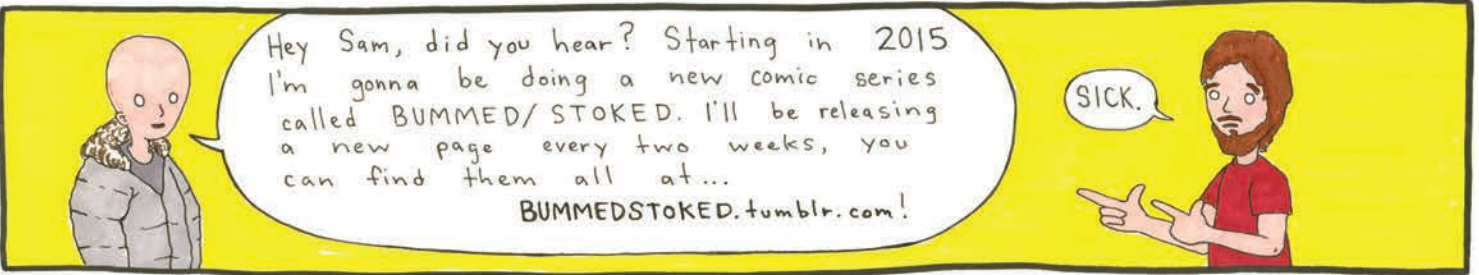 Hey Sam, did you hear? Starting in 2015
I'm gonna be doing a new comic series
called BUMMED/STOKED. I'll be releasing
a new page every two weeks, you
can find them all at...
BUMMEDSTOKED.tumblr.com!
SICK.